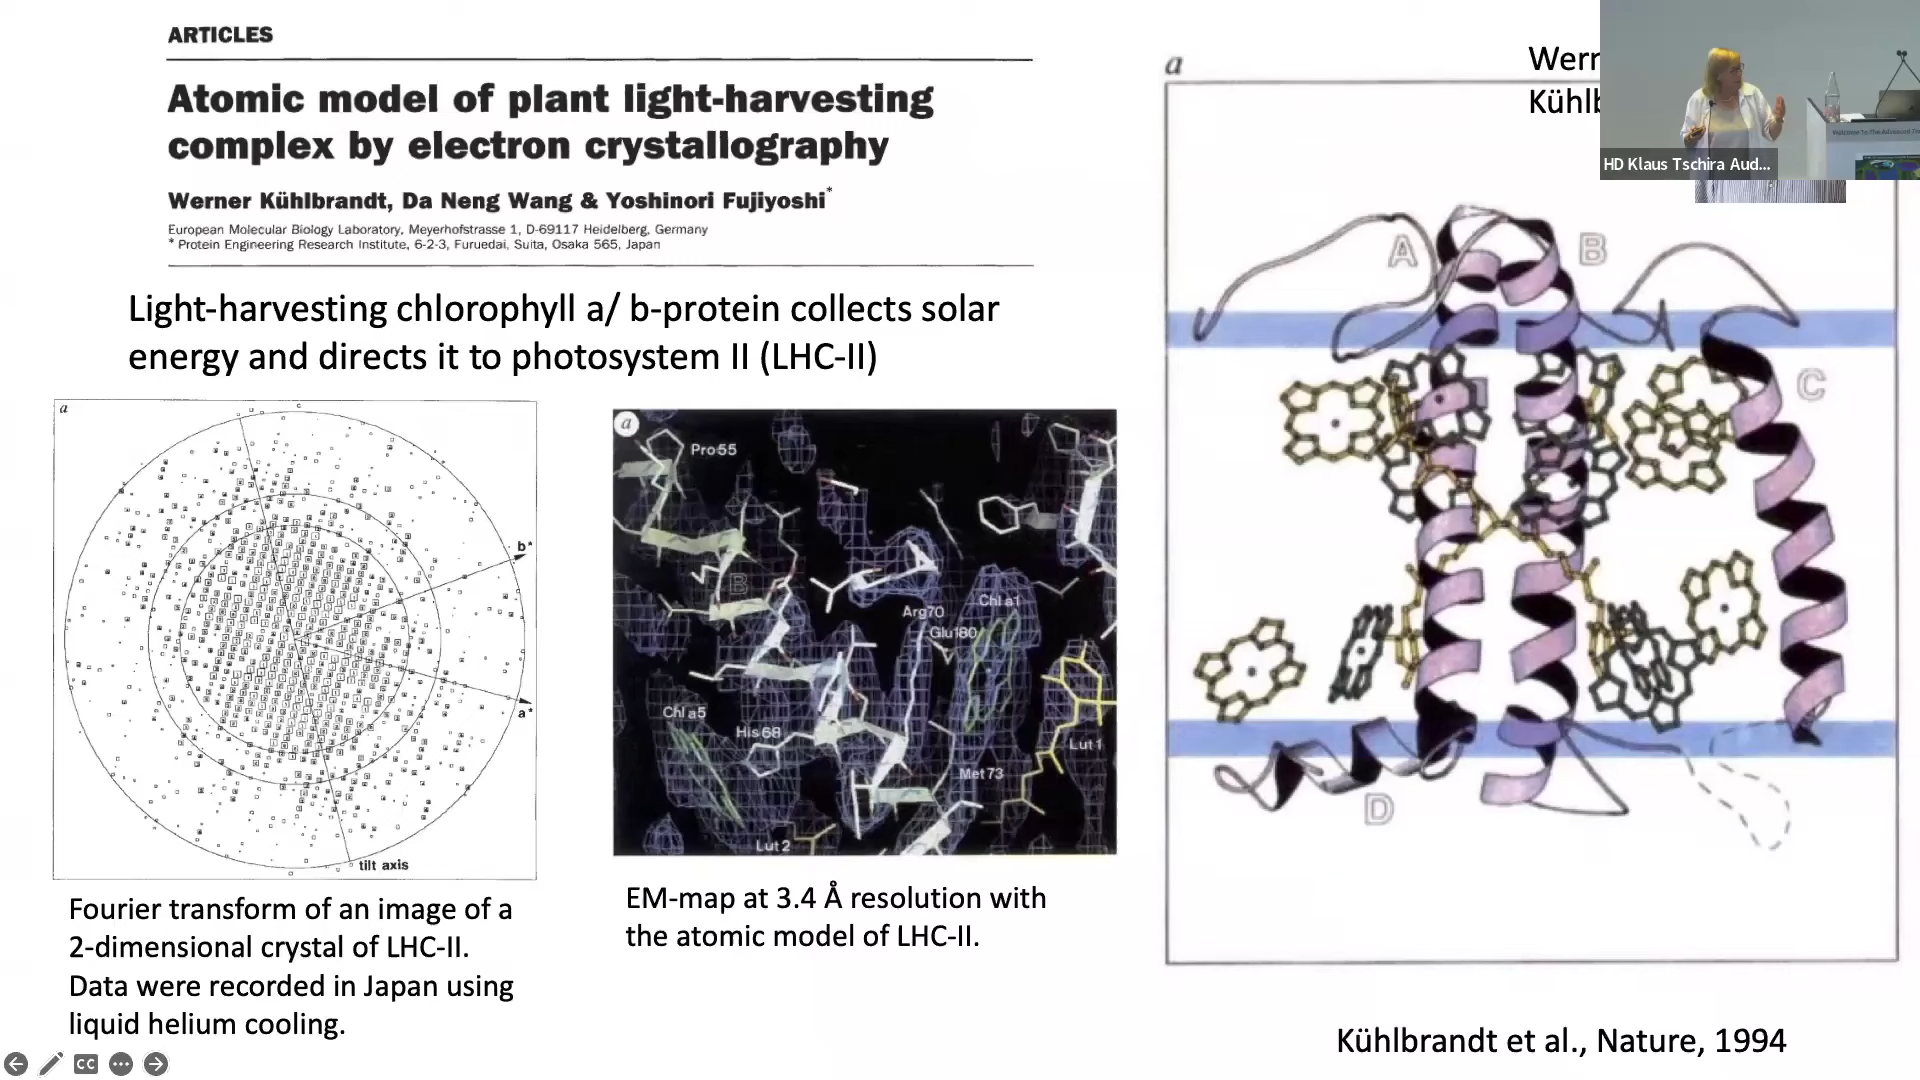 ARTICLES
Atomic model of plant light-harvesting
complex by electron crystallography
Werner Kühlbrandt, Da Neng Wang & Yoshinori Fujiyoshi*
European Molecular Biology Laboratory, Meyerhofstrasse 1, D-69117 Heidelberg, Germany
* Protein Engineering Research Institute, 6-2-3, Furuedai, Suita, Osaka 565, Japan
Light-harvesting chlorophyll a/ b-protein collects solar
energy and directs it to photosystem II (LHC-II)
a
b*
a*
tilt axis
Fourier transform of an image of a
2-dimensional crystal of LHC-II.
Data were recorded in Japan using
liquid helium cooling.
a
Pro55
B
Arg70
Chl a1
Glu180
Chl a5
His68
Lut 1
Met73
Lut 2
EM-map at 3.4 Å resolution with
the atomic model of LHC-II.
a
A
B
C
D
HD Klaus Tschira Aud...
Kühlbrandt et al., Nature, 1994
CC